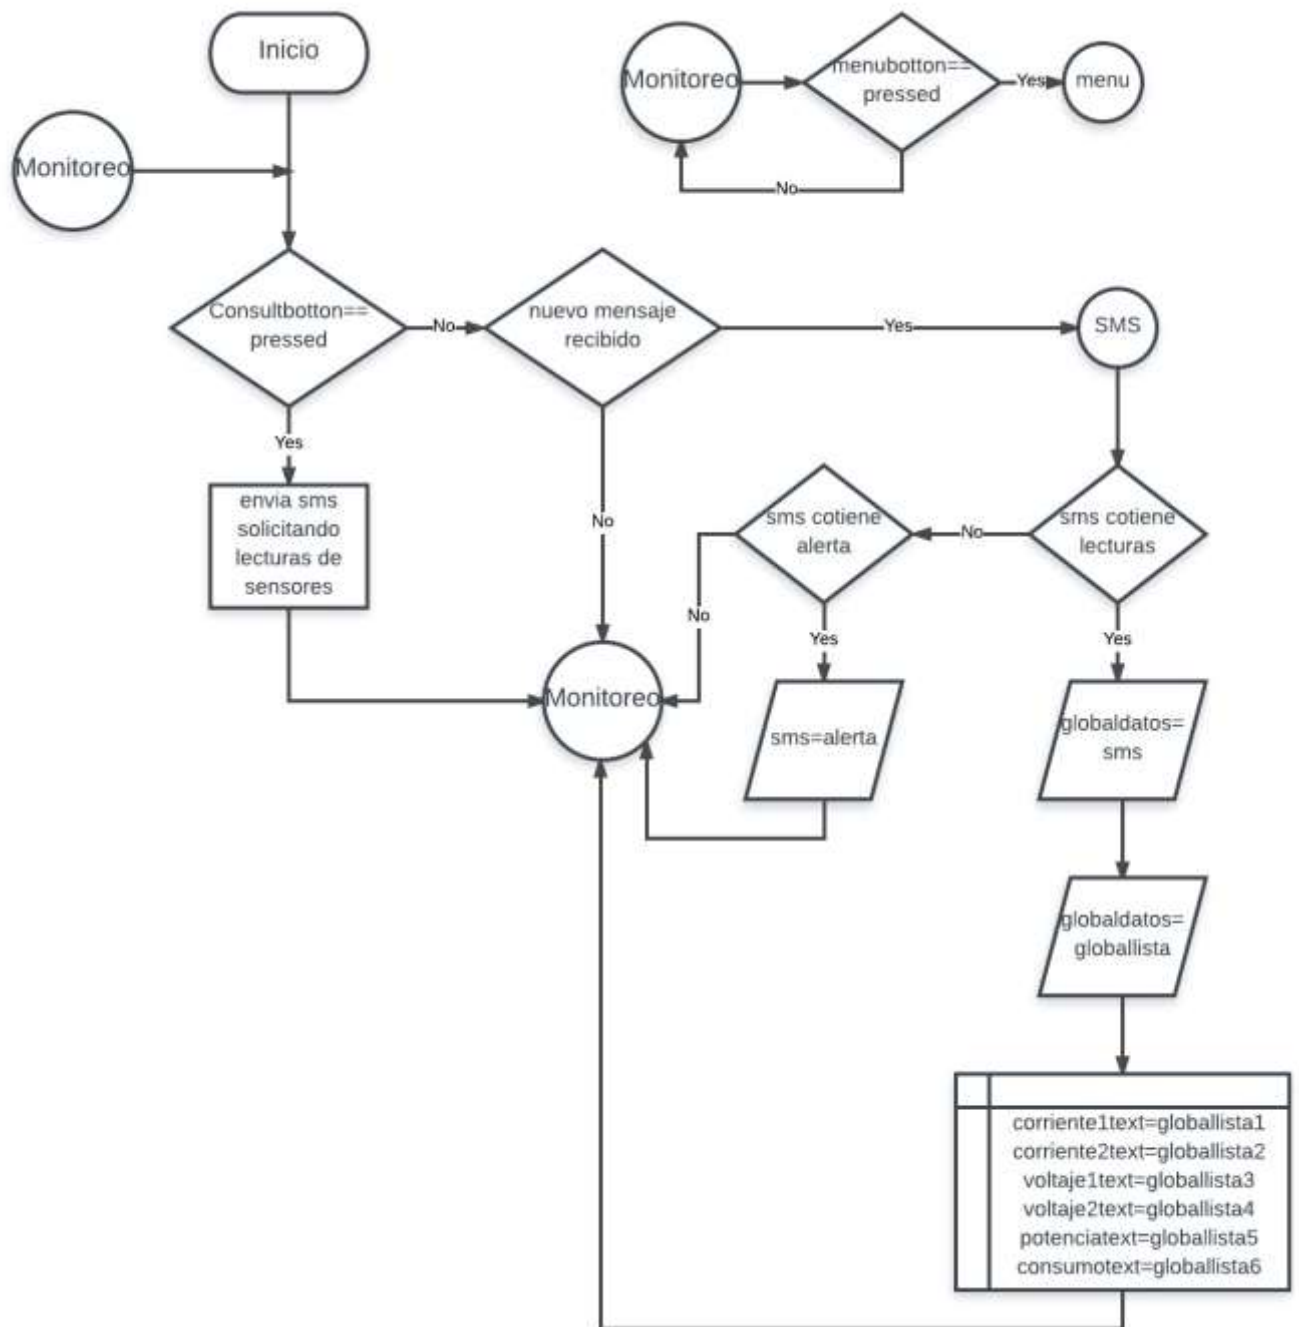 Inicio
Monitoreo
menubotton==
pressed
Yes
menu
No
Monitoreo
Consultbotton==
pressed
No
nuevo mensaje
recibido
Yes
SMS
Yes
envia sms
solicitando
lecturas de
sensores
No
sms cotiene
alerta
No
sms cotiene
lecturas
No
Yes
Yes
Monitoreo
sms=alerta
globaldatos=
sms
globaldatos=
globallista
corriente1text=globallista1
corriente2text=globallista2
voltaje1text=globallista3
voltaje2text=globallista4
potenciatext=globallista5
consumotext=globallista6